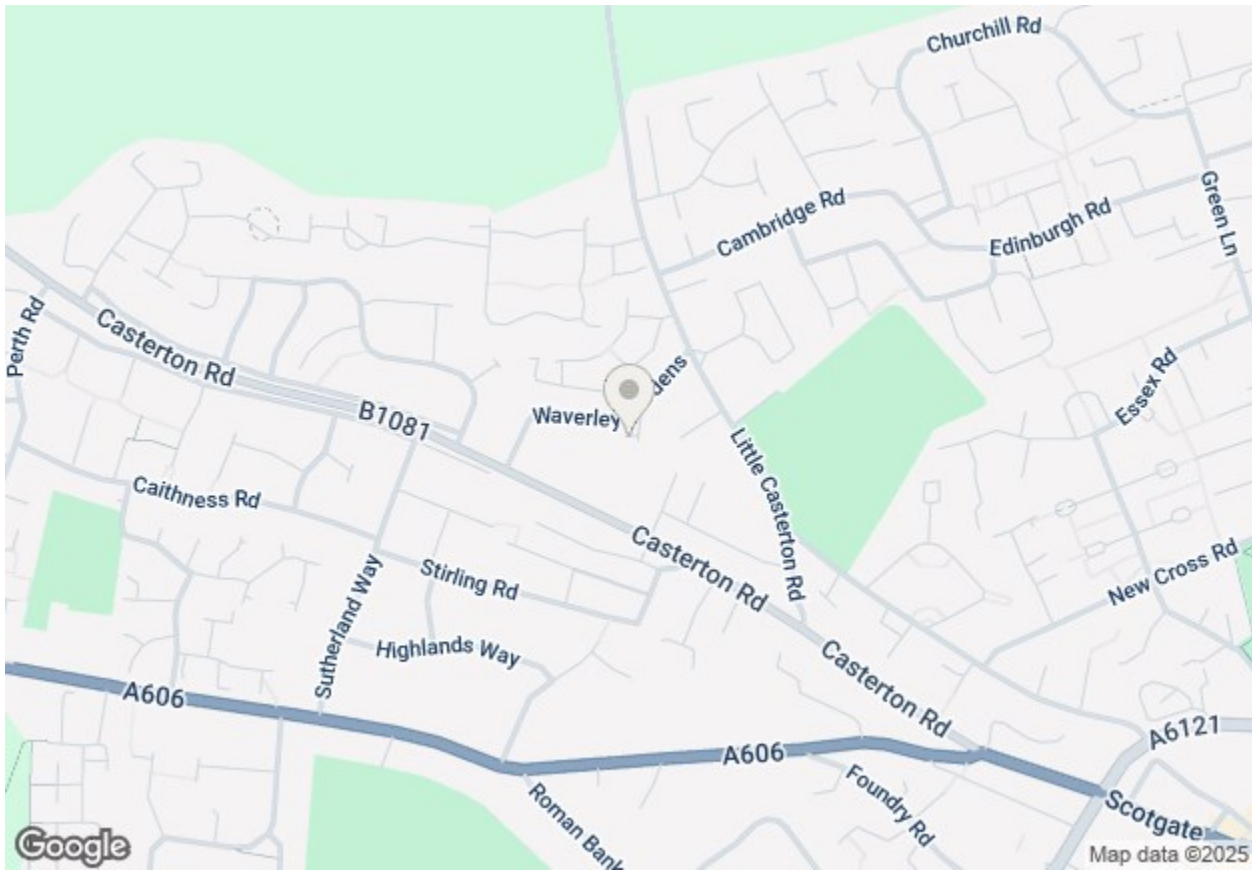 Churchill Rd
Green Ln
Cambridge Rd
Edinburgh Rd
Perth Rd
Casterton Rd
B1081
Waverley
dens
Essex Rd
Little Casterton Rd
Caithness Rd
Stirling Rd
Casterton Rd
New Cross Rd
Sutherland Way
Highlands Way
Casterton Rd
A606
A606
A6121
Foundry Rd
Roman Bank
Scotgate
Google
Map data ©2025